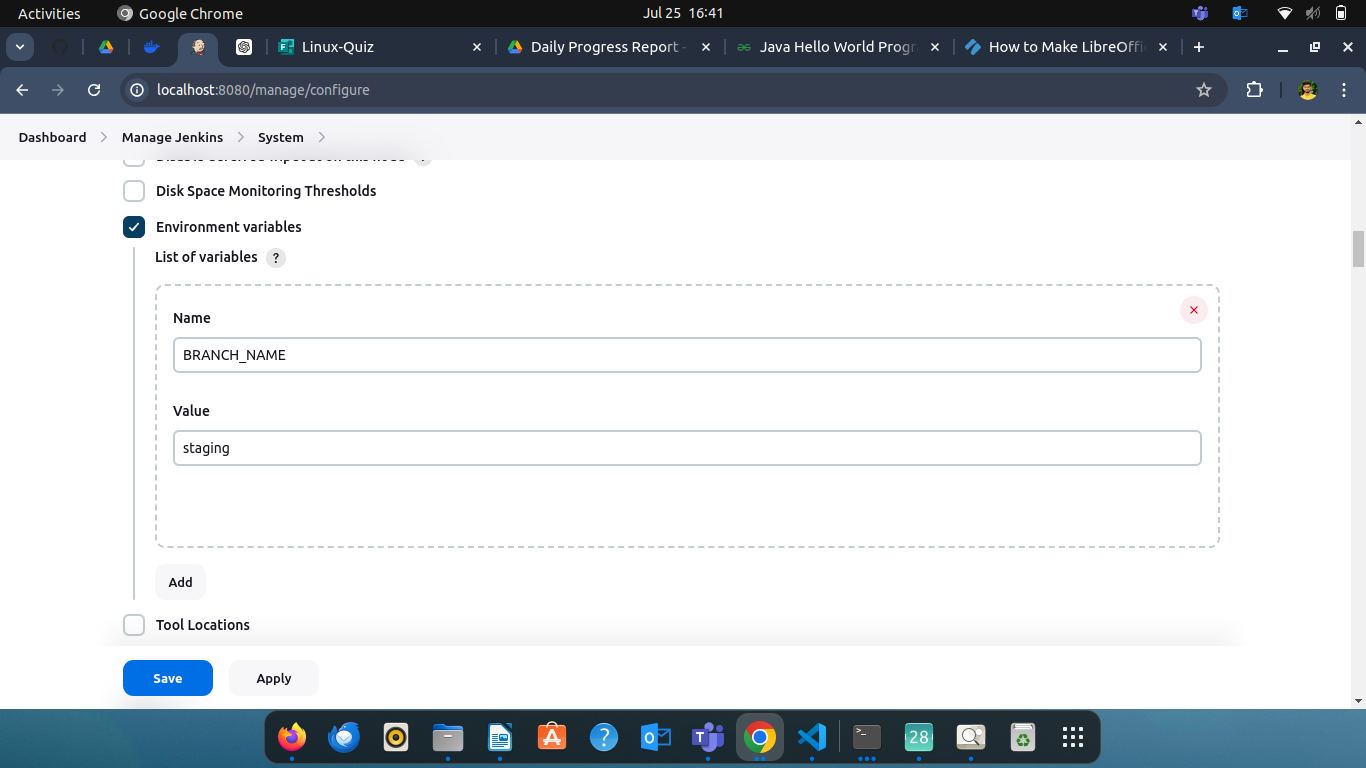 Activities
Google Chrome
Jul 25 16:41
Linux-Quiz
Daily Progress Report -
Java Hello World Progr
How to Make LibreOffi
localhost:8080/manage/configure
Dashboard
Manage Jenkins
System
Disk Space Monitoring Thresholds
Environment variables
List of variables ?
Name
BRANCH_NAME
Value
staging
Add
Tool Locations
Save
Apply
28